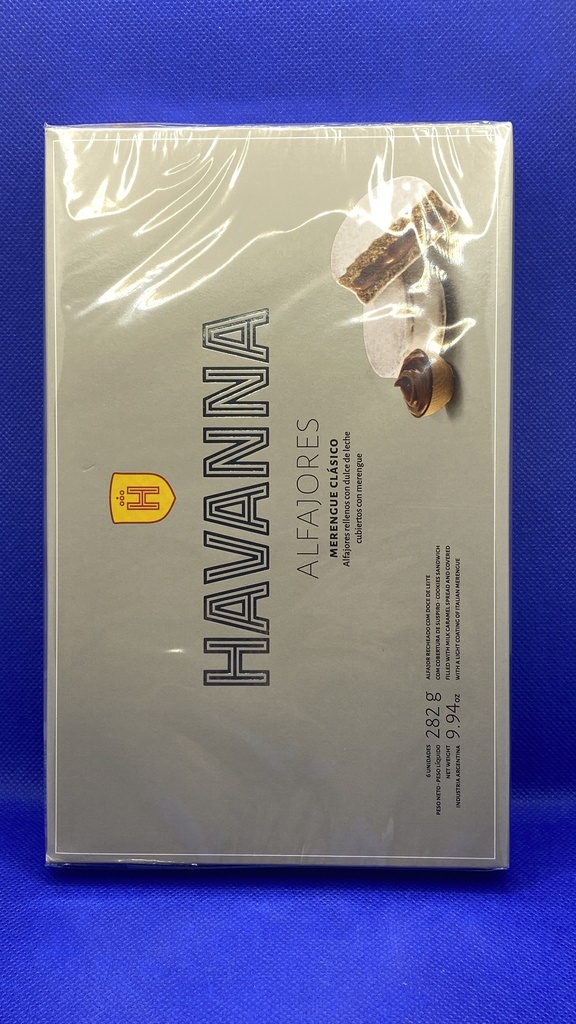 H
HAVANNA
ALFAJORES
MERENGUE CLÁSICO
Alfajores rellenos con dulce de leche
cubiertos con merengue
6 UNIDADES
PESO NETO · PESO LÍQUIDO 282 g
NET WEIGHT 9.94 OZ
INDUSTRIA ARGENTINA
ALFAJOR RECHEADO COM DOCE DE LEITE
COM COBERTURA DE SUSPIRO · COOKIES SANDWICH
FILLED WITH MILK CARAMEL SPREAD AND COVERED
WITH A LIGHT COATING OF ITALIAN MERENGUE